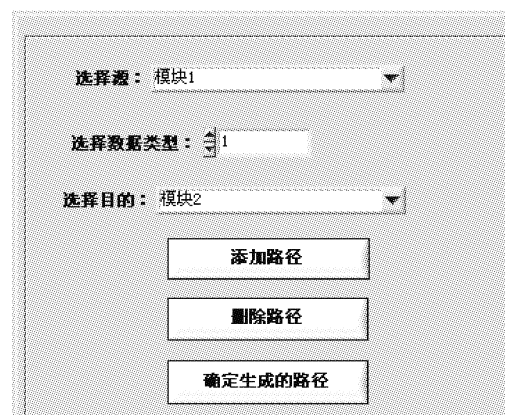 选择源：模块1
选择数据类型：1
选择目的：模块2
添加路径
删除路径
确定生成的路径